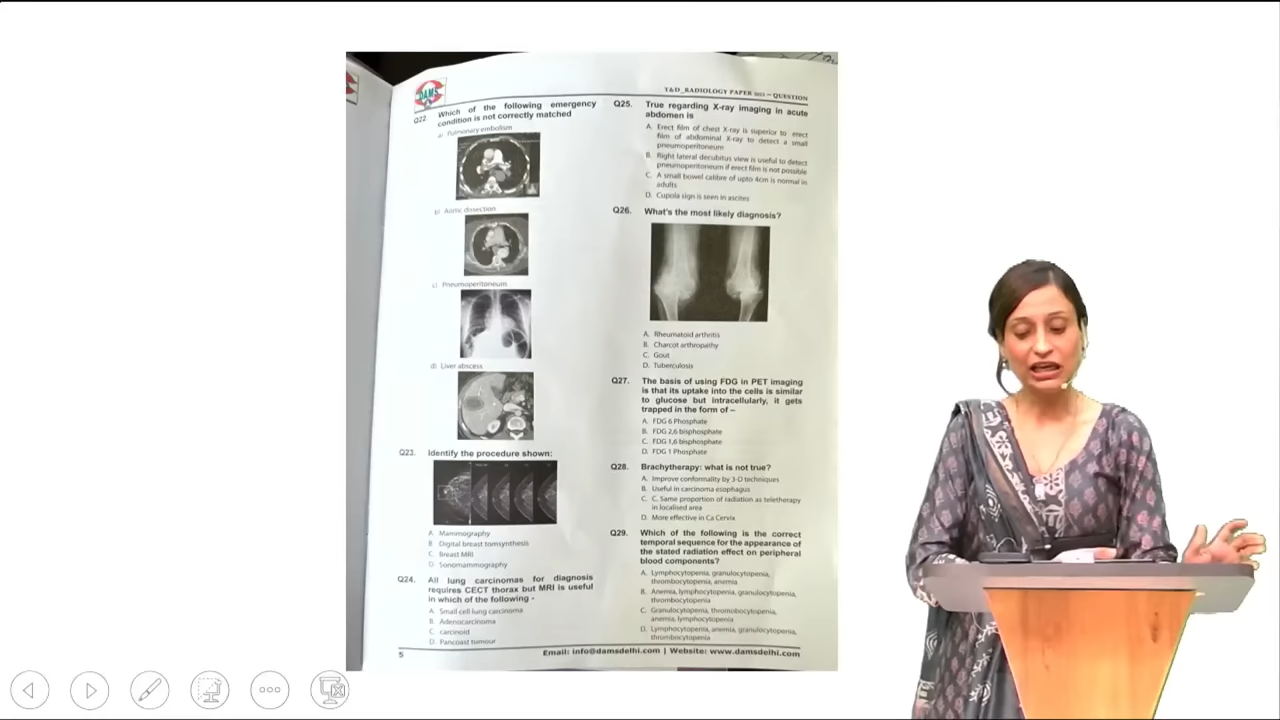 DAMS
T&D_RADIOLOGY PAPER 2023 – QUESTION
Q22. Which of the following emergency
condition is not correctly matched
a) Pulmonary embolism
b) Aortic dissection
c) Pneumoperitoneum
d) Liver abscess
Q23. Identify the procedure shown:
A. Mammography
B. Digital breast tomsynthesis
C. Breast MRI
D. Sonomammography
Q24. All lung carcinomas for diagnosis
requires CECT thorax but MRI is useful
in which of the following -
A. Small cell lung carcinoma
B. Adenocarcinoma
C. carcinoid
D. Pancoast tumour
Q25. True regarding X-ray imaging in acute
abdomen is
A. Erect film of chest X-ray is superior to erect
film of abdominal X-ray to detect a small
pneumoperitoneum
B. Right lateral decubitus view is useful to detect
pneumoperitoneum if erect film is not possible
C. A small bowel calibre of upto 4cm is normal in
adults
D. Cupola sign is seen in ascites
Q26. What's the most likely diagnosis?
A. Rheumatoid arthritis
B. Charcot arthropathy
C. Gout
D. Tuberculosis
Q27. The basis of using FDG in PET imaging
is that its uptake into the cells is similar
to glucose but intracellularly, it gets
trapped in the form of –
A. FDG 6 Phosphate
B. FDG 2,6 bisphosphate
C. FDG 1,6 bisphosphate
D. FDG 1 Phosphate
Q28. Brachytherapy: what is not true?
A. Improve conformality by 3-D techniques
B. Useful in carcinoma esophagus
C. C. Same proportion of radiation as teletherapy
in localised area
D. More effective in Ca Cervix
Q29. Which of the following is the correct
temporal sequence for the appearance of
the stated radiation effect on peripheral
blood components?
A. Lymphocytopenia, granulocytopenia,
thrombocytopenia, anemia
B. Anemia, lymphocytopenia, granulocytopenia,
thrombocytopenia
C. Granulocytopenia, thromobocytopenia,
anemia, lymphocytopenia
D. Lymphocytopenia, anemia, granulocytopenia,
thrombocytopenia
5
Email: info@damsdelhi.com | Website: www.damsdelhi.com